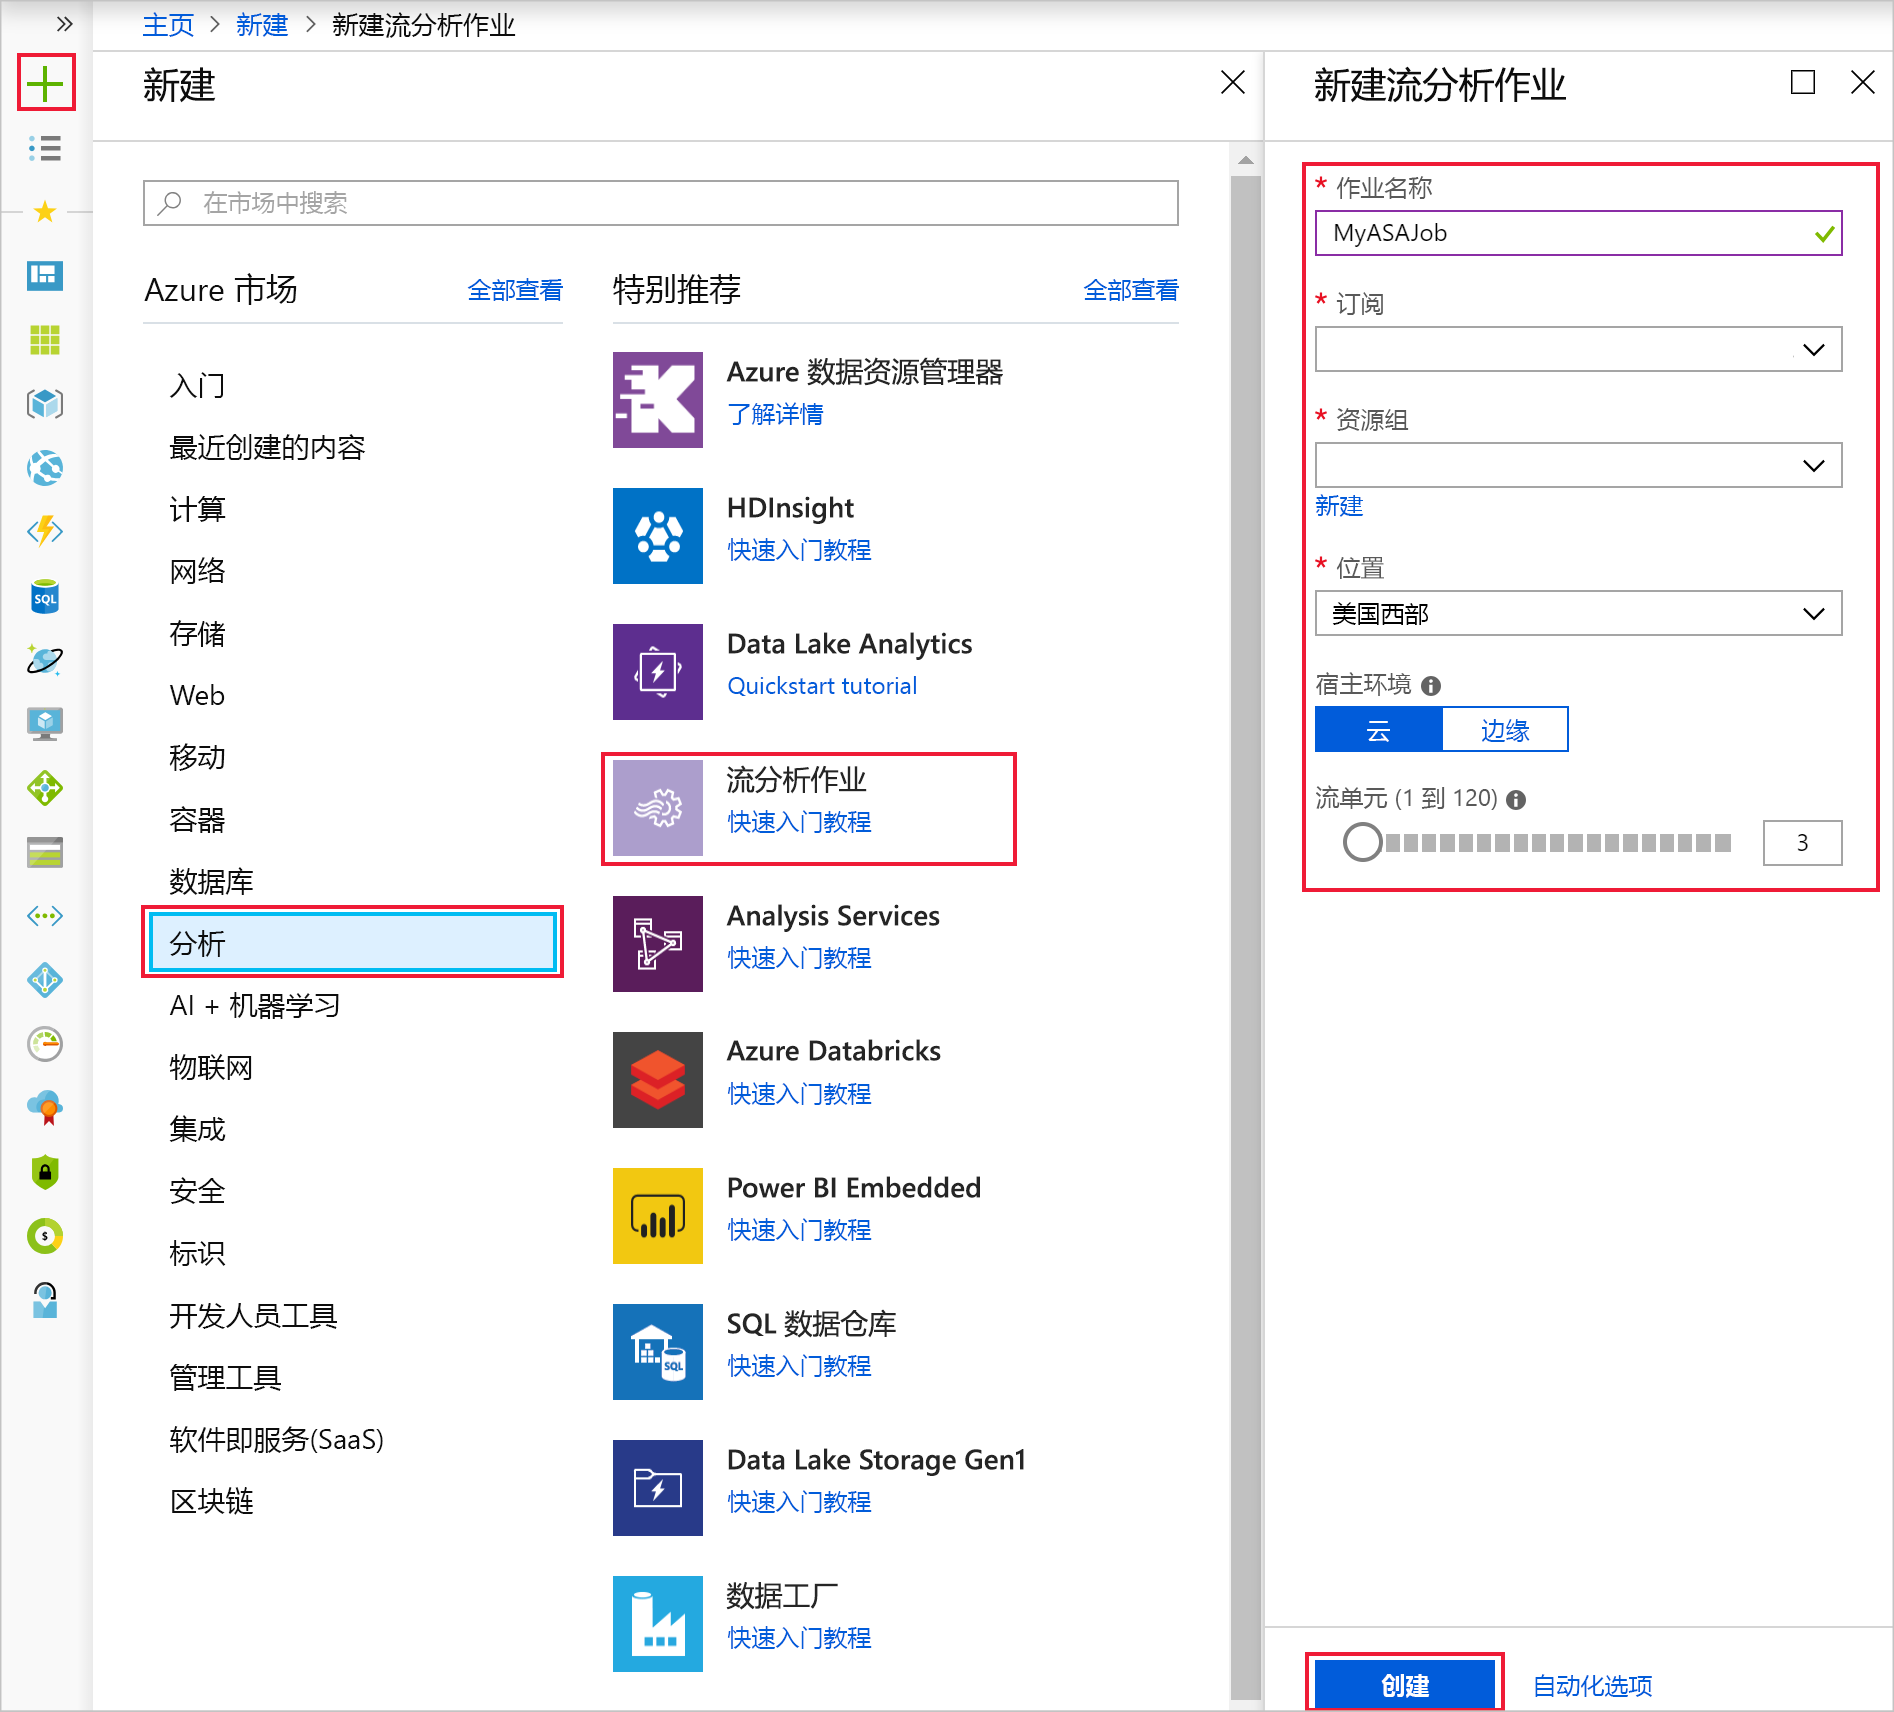 主页 > 新建 > 新建流分析作业
新建
在市场中搜索
Azure 市场
全部查看
入门
最近创建的内容
计算
网络
存储
Web
移动
容器
数据库
分析
AI + 机器学习
物联网
集成
安全
标识
开发人员工具
管理工具
软件即服务(SaaS)
区块链
特别推荐
全部查看
Azure 数据资源管理器
了解详情
HDInsight
快速入门教程
Data Lake Analytics
Quickstart tutorial
流分析作业
快速入门教程
Analysis Services
快速入门教程
Azure Databricks
快速入门教程
Power BI Embedded
快速入门教程
SQL 数据仓库
快速入门教程
Data Lake Storage Gen1
快速入门教程
数据工厂
快速入门教程
SQL
SQL
新建流分析作业
* 作业名称
MyASAJob
* 订阅
* 资源组
新建
* 位置
美国西部
宿主环境
云
边缘
流单元 (1 到 120)
3
创建
自动化选项